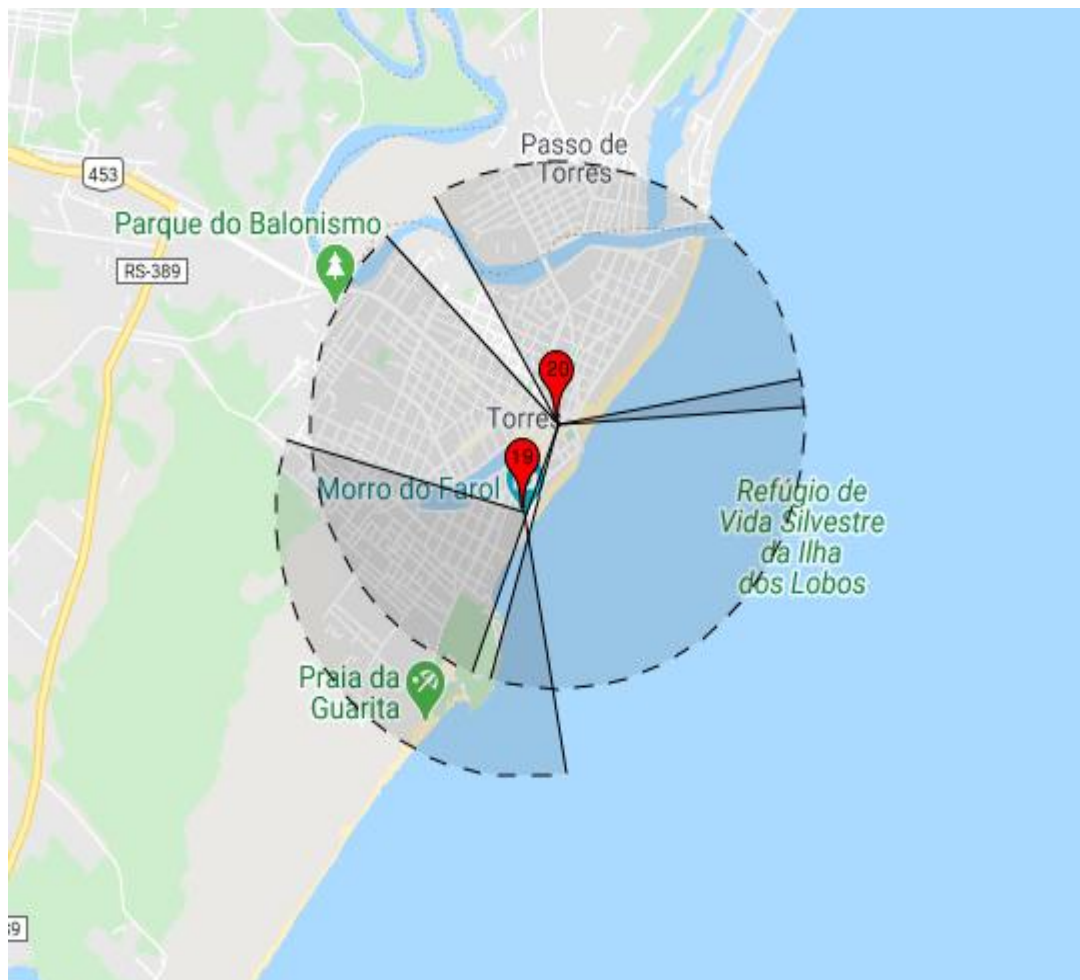 Passo de
Torres
453
Parque do Balonismo
RS-389
20
Torres
19
Morro do Farol
Refúgio de
Vida Silvestre
da Ilha
dos Lobos
Praia da
Guarita